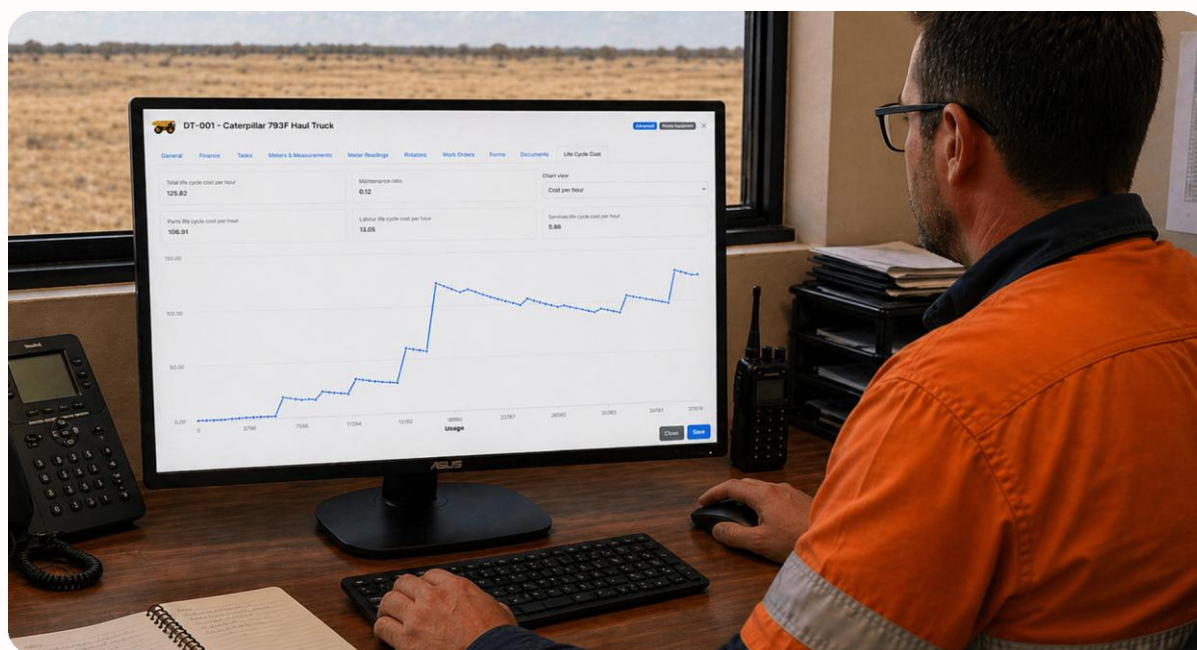 DT-001 - Caterpillar 793F Haul Truck
Advanced
Ready Equipment
General Finance Tasks Meters & Measurements Meter Readings Rotables Work Orders Forms Documents Life Cycle Cost
Total life cycle cost per hour
125.82
Maintenance ratio
0.12
Chart view
Cost per hour
Parts life cycle cost per hour
106.91
Labour life cycle cost per hour
13.05
Services life cycle cost per hour
5.86
150.00
100.00
50.00
0.00
0 3798 7596 11394 15192 18990 22787 26585 30383 34181 37979
Usage
Close Save
ASUS
Yealink